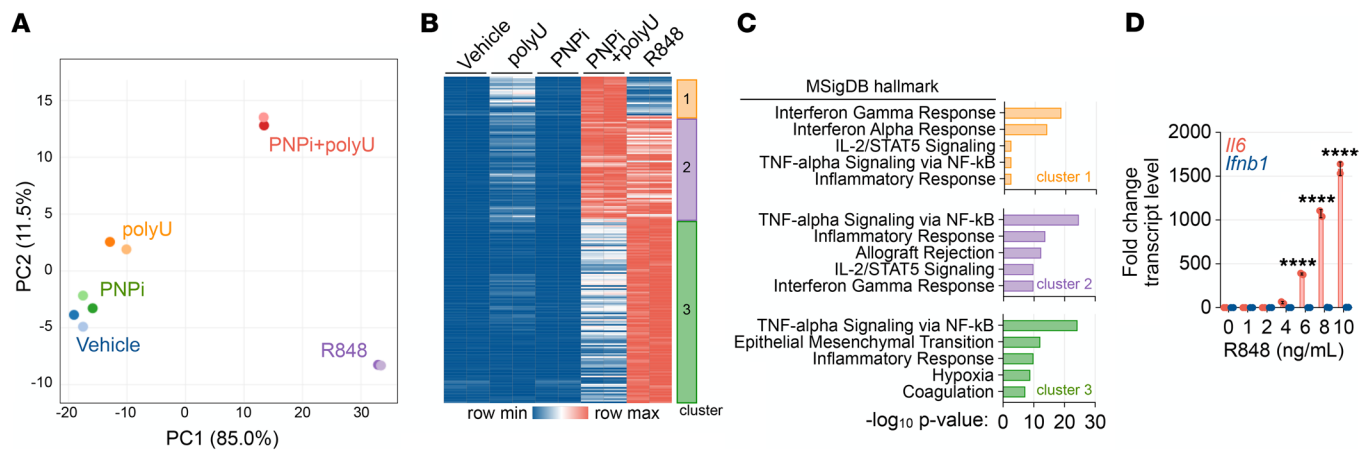 A
PC2 (11.5%)
15
10
5
0
-5
-10
-20
-10
0
10
20
30
PC1 (85.0%)
PNPi+polyU
polyU
PNPi
Vehicle
R848
B
Vehicle
polyU
PNPi
PNPi
+polyU
R848
1
2
3
row min
row max
cluster
C
MSigDB hallmark
Interferon Gamma Response
Interferon Alpha Response
IL-2/STAT5 Signaling
TNF-alpha Signaling via NF-kB
Inflammatory Response
cluster 1
TNF-alpha Signaling via NF-kB
Inflammatory Response
Allograft Rejection
IL-2/STAT5 Signaling
Interferon Gamma Response
cluster 2
TNF-alpha Signaling via NF-kB
Epithelial Mesenchymal Transition
Inflammatory Response
Hypoxia
Coagulation
cluster 3
-log₁₀ p-value: 0 10 20 30
D
Fold change
transcript level
2000
1500
1000
500
0
Il6
Ifnb1
****
****
****
0 1 2 4 6 8 10
R848 (ng/mL)